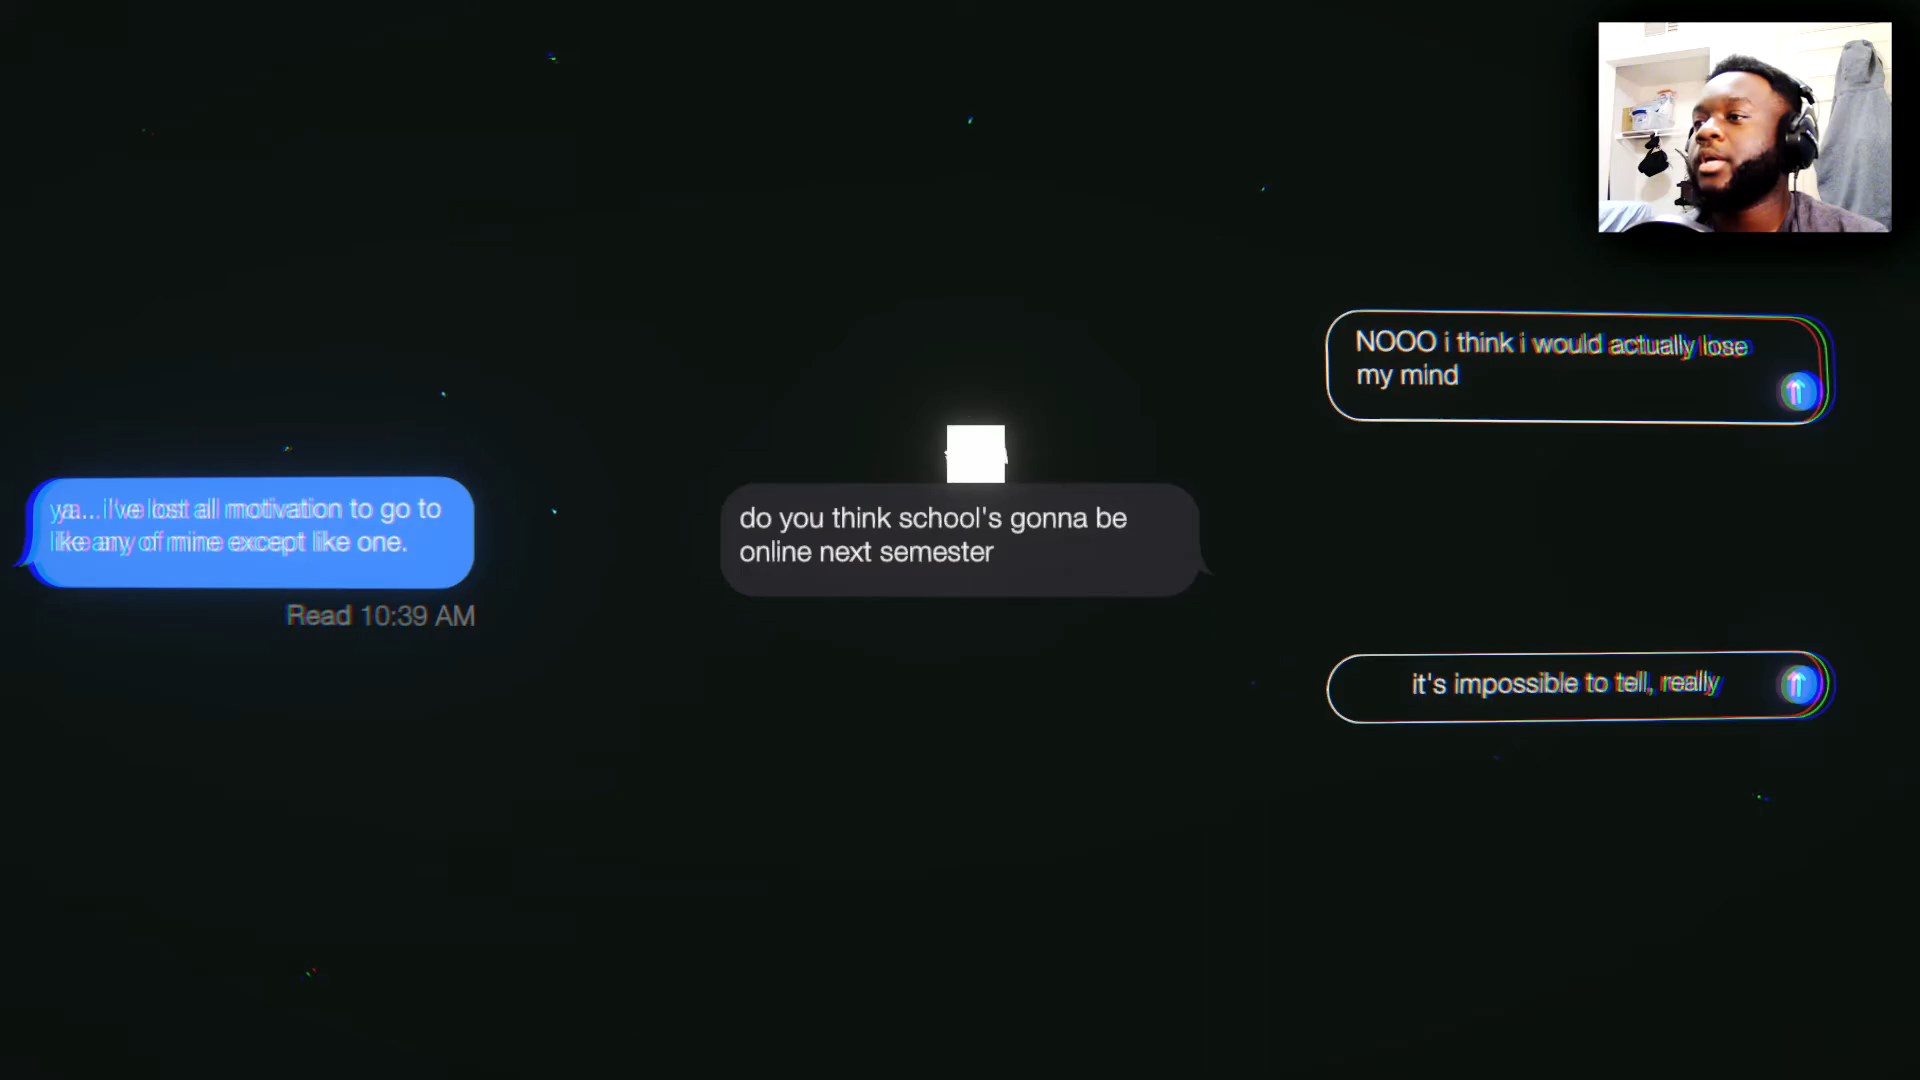 ya... i've lost all motivation to go to
like any of mine except like one.
Read 10:39 AM
do you think school's gonna be
online next semester
NOOO i think i would actually lose
my mind
it's impossible to tell, really